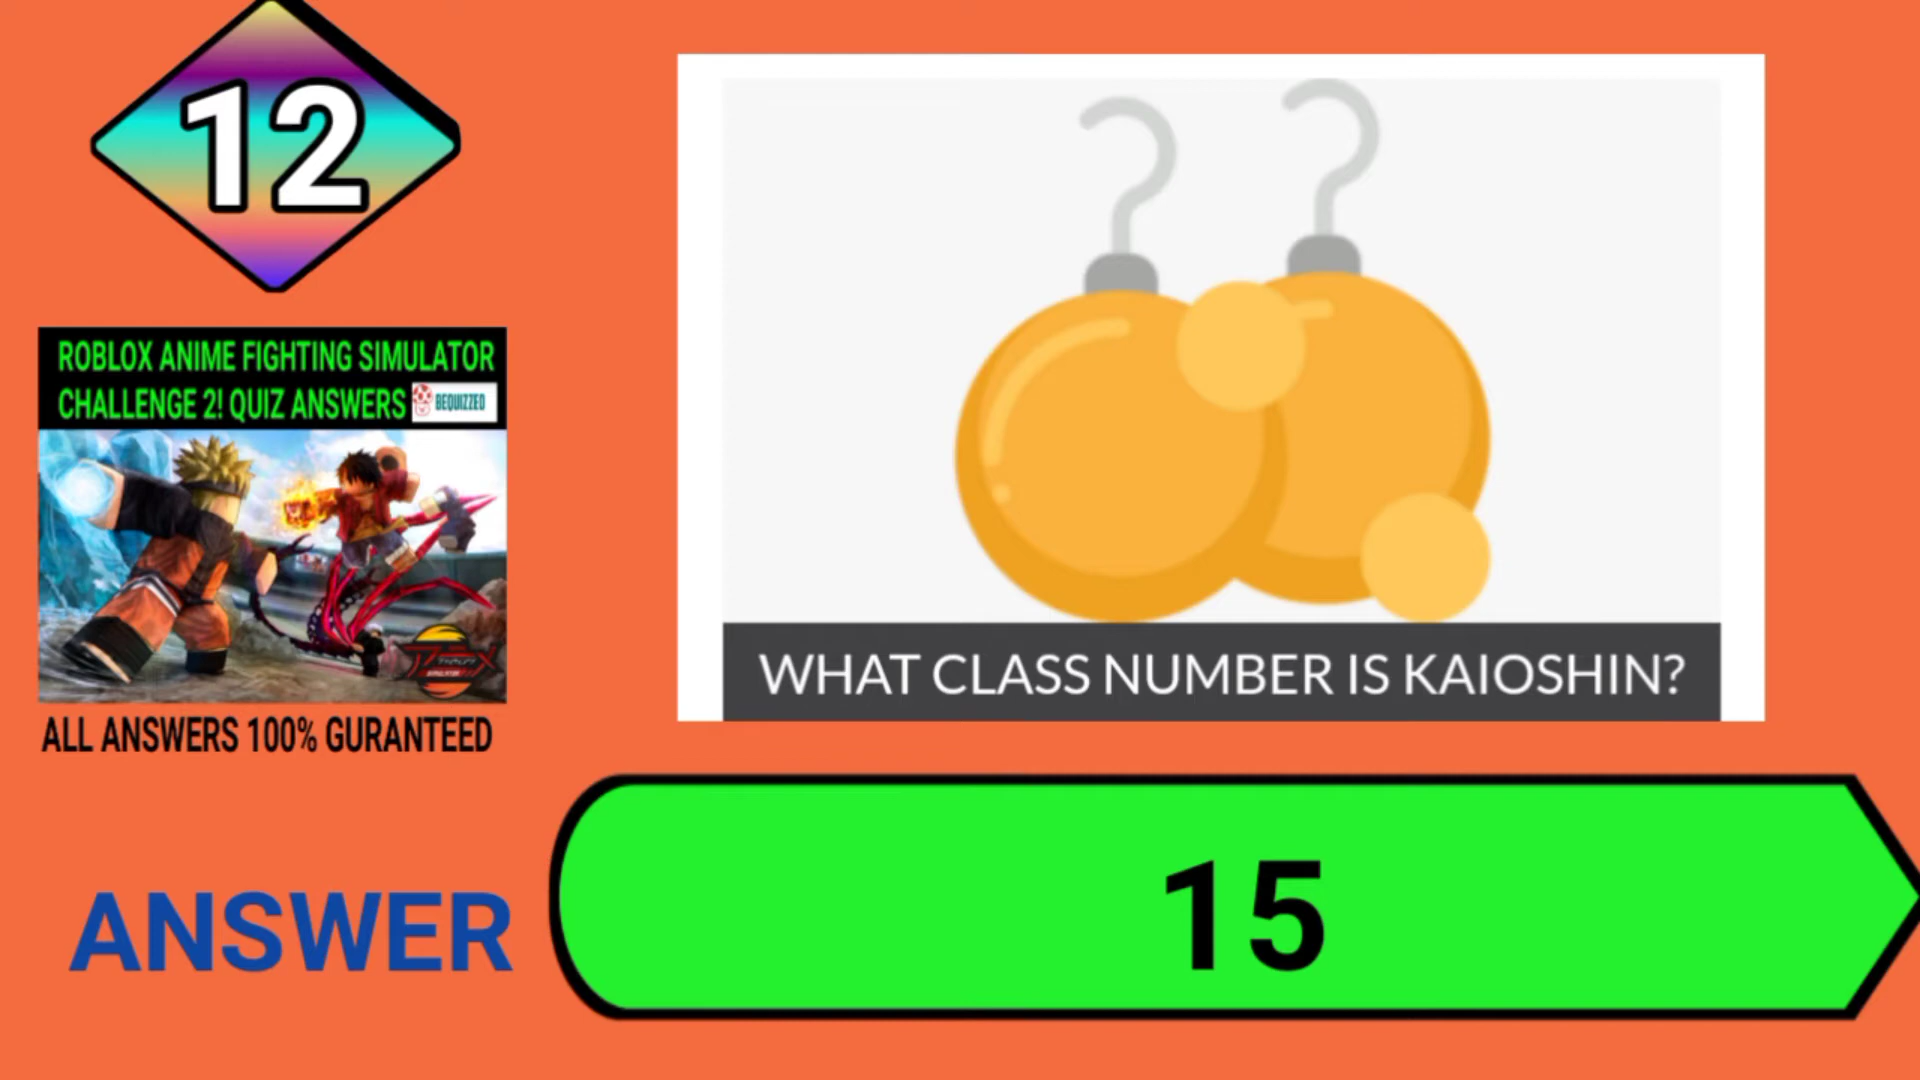 12
ROBLOX ANIME FIGHTING SIMULATOR
CHALLENGE 2! QUIZ ANSWERS BEQUIZZED
ALL ANSWERS 100% GURANTEED
WHAT CLASS NUMBER IS KAIOSHIN?
ANSWER
15